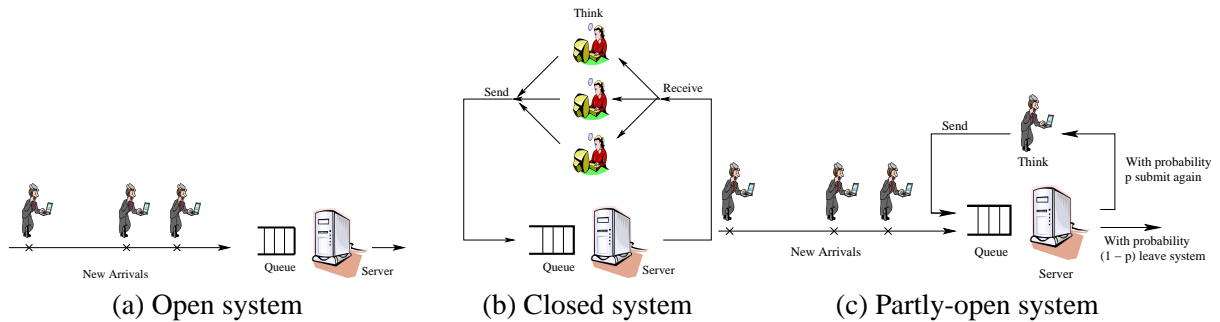 New Arrivals
Queue
Server
(a) Open system
Think
Send
Receive
Queue
Server
(b) Closed system
Send
Think
With probability
p submit again
New Arrivals
Queue
Server
With probability
(1 – p) leave system
(c) Partly-open system